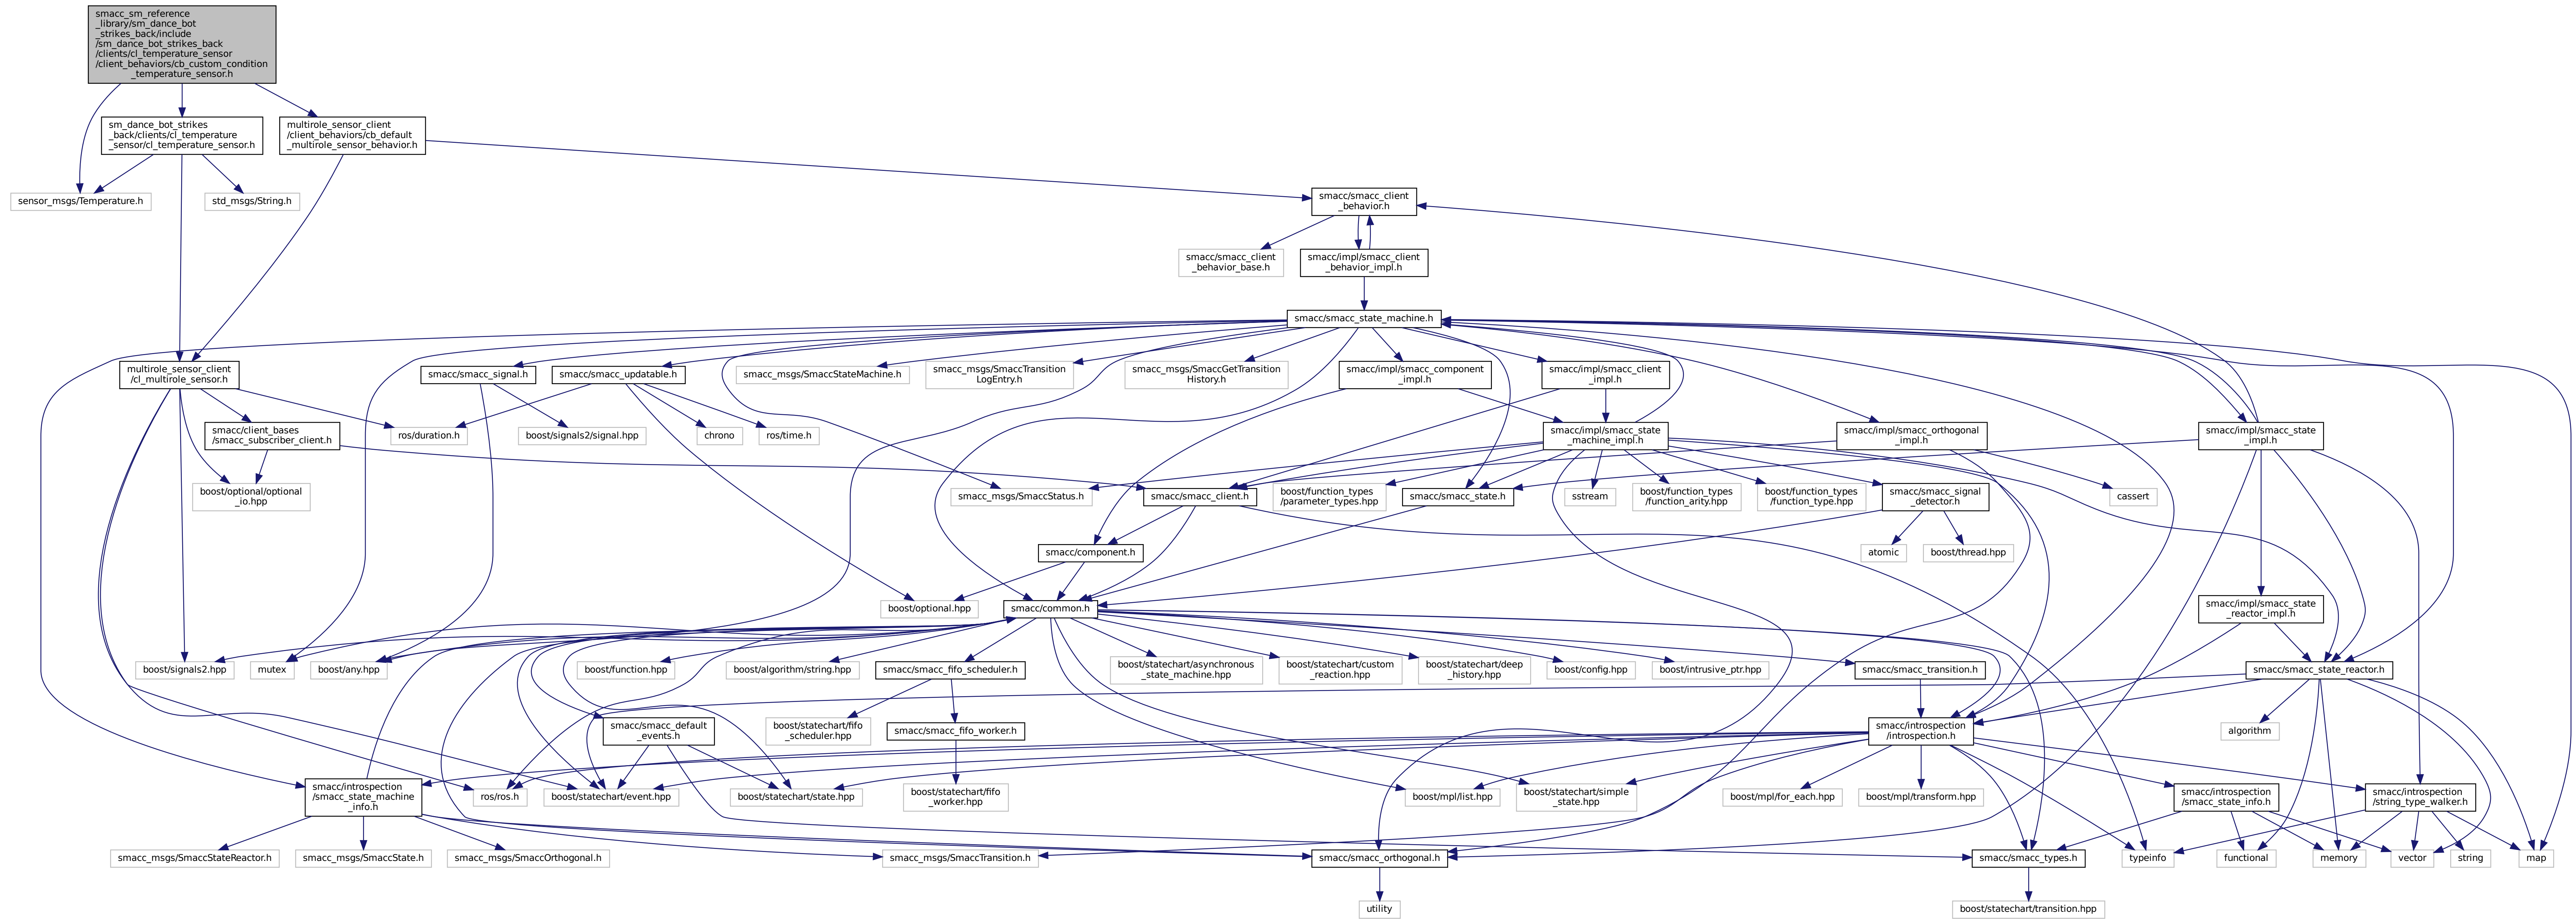 smacc_sm_reference
_library/sm_dance_bot
_strikes_back/include
/sm_dance_bot_strikes_back
/clients/cl_temperature_sensor
/client_behaviors/cb_custom_condition
_temperature_sensor.h
sm_dance_bot_strikes
_back/clients/cl_temperature
_sensor/cl_temperature_sensor.h
multirole_sensor_client
/client_behaviors/cb_default
_multirole_sensor_behavior.h
sensor_msgs/Temperature.h
std_msgs/String.h
smacc/smacc_client
_behavior.h
smacc/smacc_client
_behavior_base.h
smacc/impl/smacc_client
_behavior_impl.h
smacc/smacc_state_machine.h
multirole_sensor_client
/cl_multirole_sensor.h
smacc/smacc_signal.h
smacc/smacc_updatable.h
smacc_msgs/SmaccStateMachine.h
smacc_msgs/SmaccTransition
LogEntry.h
smacc_msgs/SmaccGetTransition
History.h
smacc/impl/smacc_component
_impl.h
smacc/impl/smacc_client
_impl.h
smacc/client_bases
/smacc_subscriber_client.h
ros/duration.h
boost/signals2/signal.hpp
chrono
ros/time.h
smacc/impl/smacc_state
_machine_impl.h
smacc/impl/smacc_orthogonal
_impl.h
smacc/impl/smacc_state
_impl.h
boost/optional/optional
_io.hpp
smacc_msgs/SmaccStatus.h
smacc/smacc_client.h
boost/function_types
/parameter_types.hpp
smacc/smacc_state.h
sstream
boost/function_types
/function_arity.hpp
boost/function_types
/function_type.hpp
smacc/smacc_signal
_detector.h
cassert
smacc/component.h
atomic
boost/thread.hpp
boost/optional.hpp
smacc/common.h
smacc/impl/smacc_state
_reactor_impl.h
boost/signals2.hpp
mutex
boost/any.hpp
boost/function.hpp
boost/algorithm/string.hpp
smacc/smacc_fifo_scheduler.h
boost/statechart/asynchronous
_state_machine.hpp
boost/statechart/custom
_reaction.hpp
boost/statechart/deep
_history.hpp
boost/config.hpp
boost/intrusive_ptr.hpp
smacc/smacc_transition.h
smacc/smacc_state_reactor.h
smacc/smacc_default
_events.h
boost/statechart/fifo
_scheduler.hpp
smacc/smacc_fifo_worker.h
smacc/introspection
/introspection.h
algorithm
smacc/introspection
/smacc_state_machine
_info.h
ros/ros.h
boost/statechart/event.hpp
boost/statechart/state.hpp
boost/statechart/fifo
_worker.hpp
boost/mpl/list.hpp
boost/statechart/simple
_state.hpp
boost/mpl/for_each.hpp
boost/mpl/transform.hpp
smacc/introspection
/smacc_state_info.h
smacc/introspection
/string_type_walker.h
smacc_msgs/SmaccStateReactor.h
smacc_msgs/SmaccState.h
smacc_msgs/SmaccOrthogonal.h
smacc_msgs/SmaccTransition.h
smacc/smacc_orthogonal.h
smacc/smacc_types.h
typeinfo
functional
memory
vector
string
map
utility
boost/statechart/transition.hpp